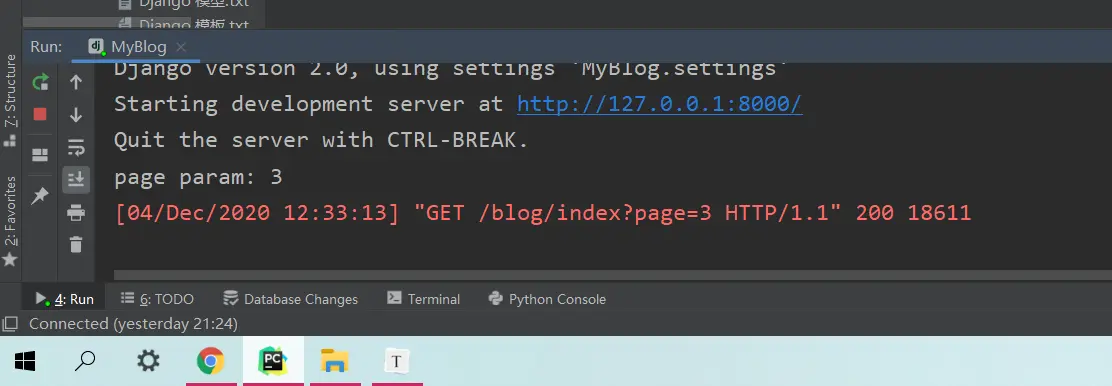 Django 模型.txt
Django 模板.txt
Run: MyBlog
Django version 2.0, using settings 'MyBlog.settings'
Starting development server at http://127.0.0.1:8000/
Quit the server with CTRL-BREAK.
page param: 3
[04/Dec/2020 12:33:13] "GET /blog/index?page=3 HTTP/1.1" 200 18611
Z: Structure
2: Favorites
4: Run 6: TODO Database Changes Terminal Python Console
Connected (yesterday 21:24)